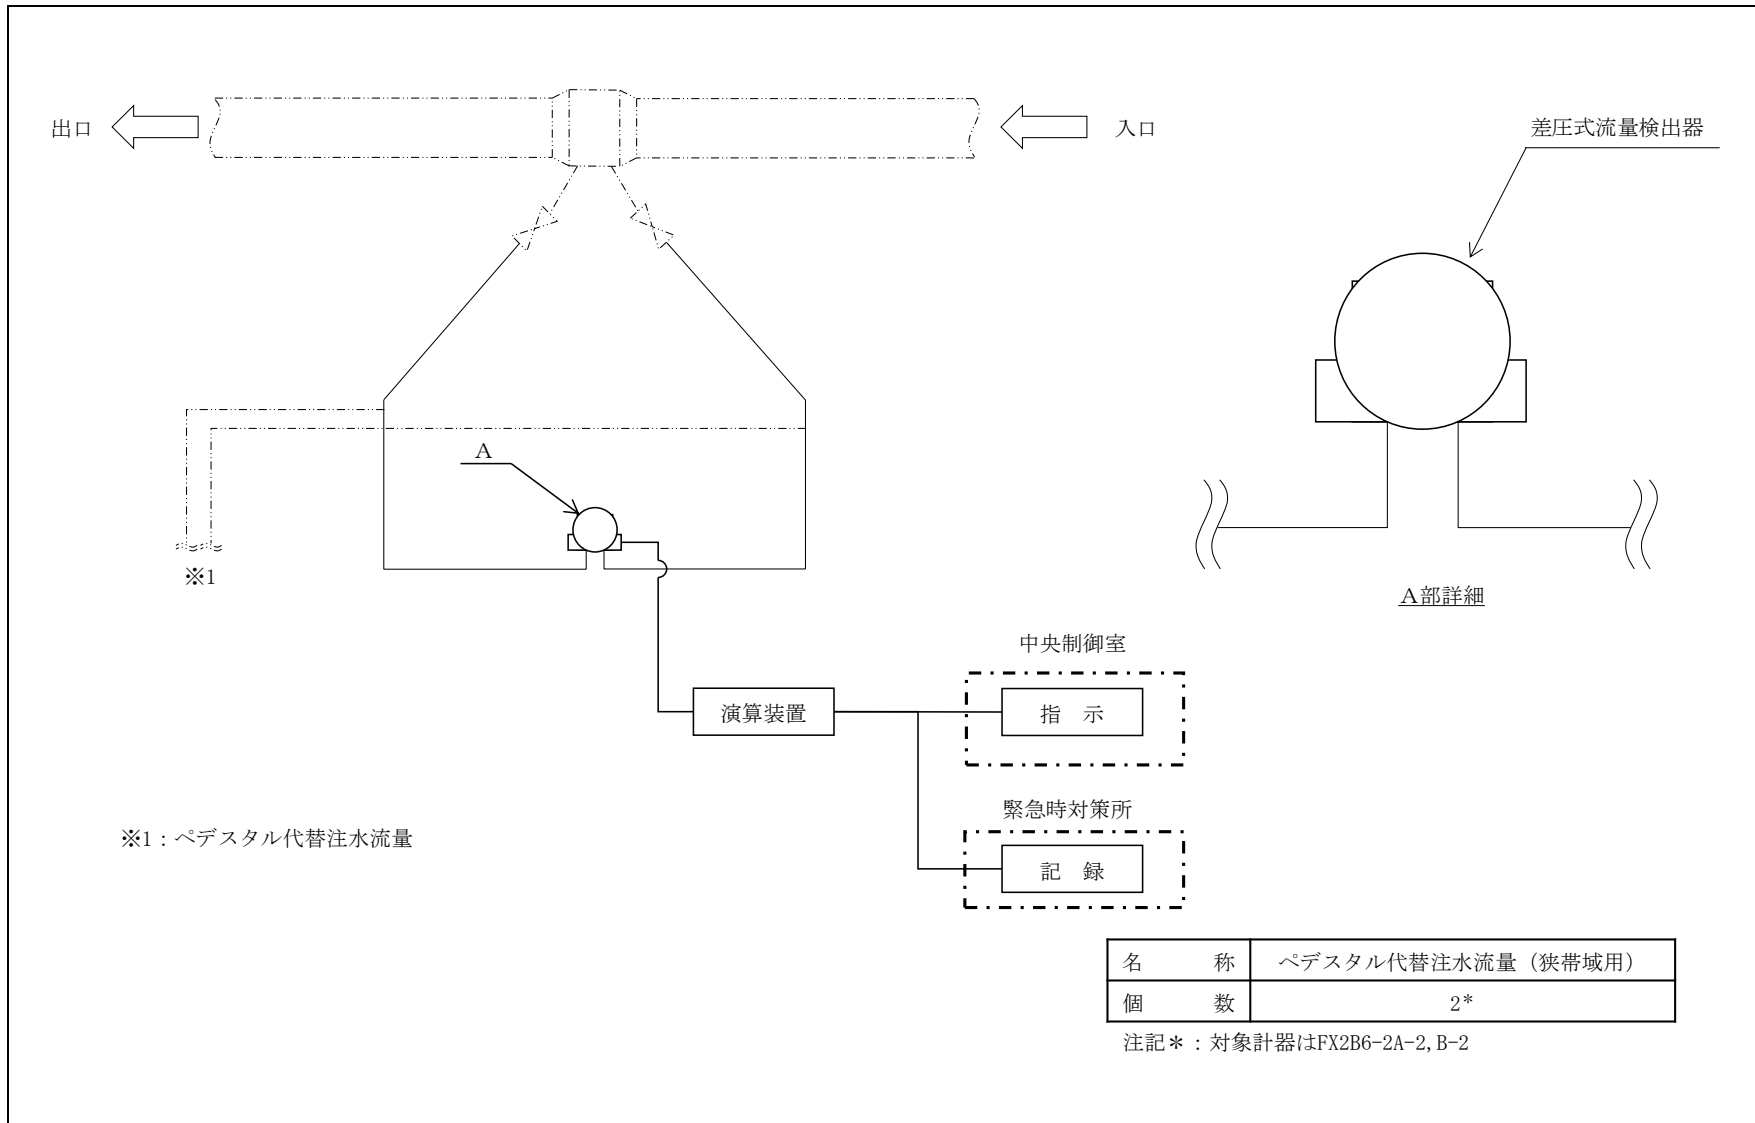 出口
入口
差圧式流量検出器
A
※1
A部詳細
中央制御室
演算装置
指 示
緊急時対策所
記 録
※1：ペデスタル代替注水流量
名 称 ペデスタル代替注水流量（狭帯域用）
個 数 2*
注記＊：対象計器はFX2B6-2A-2,B-2